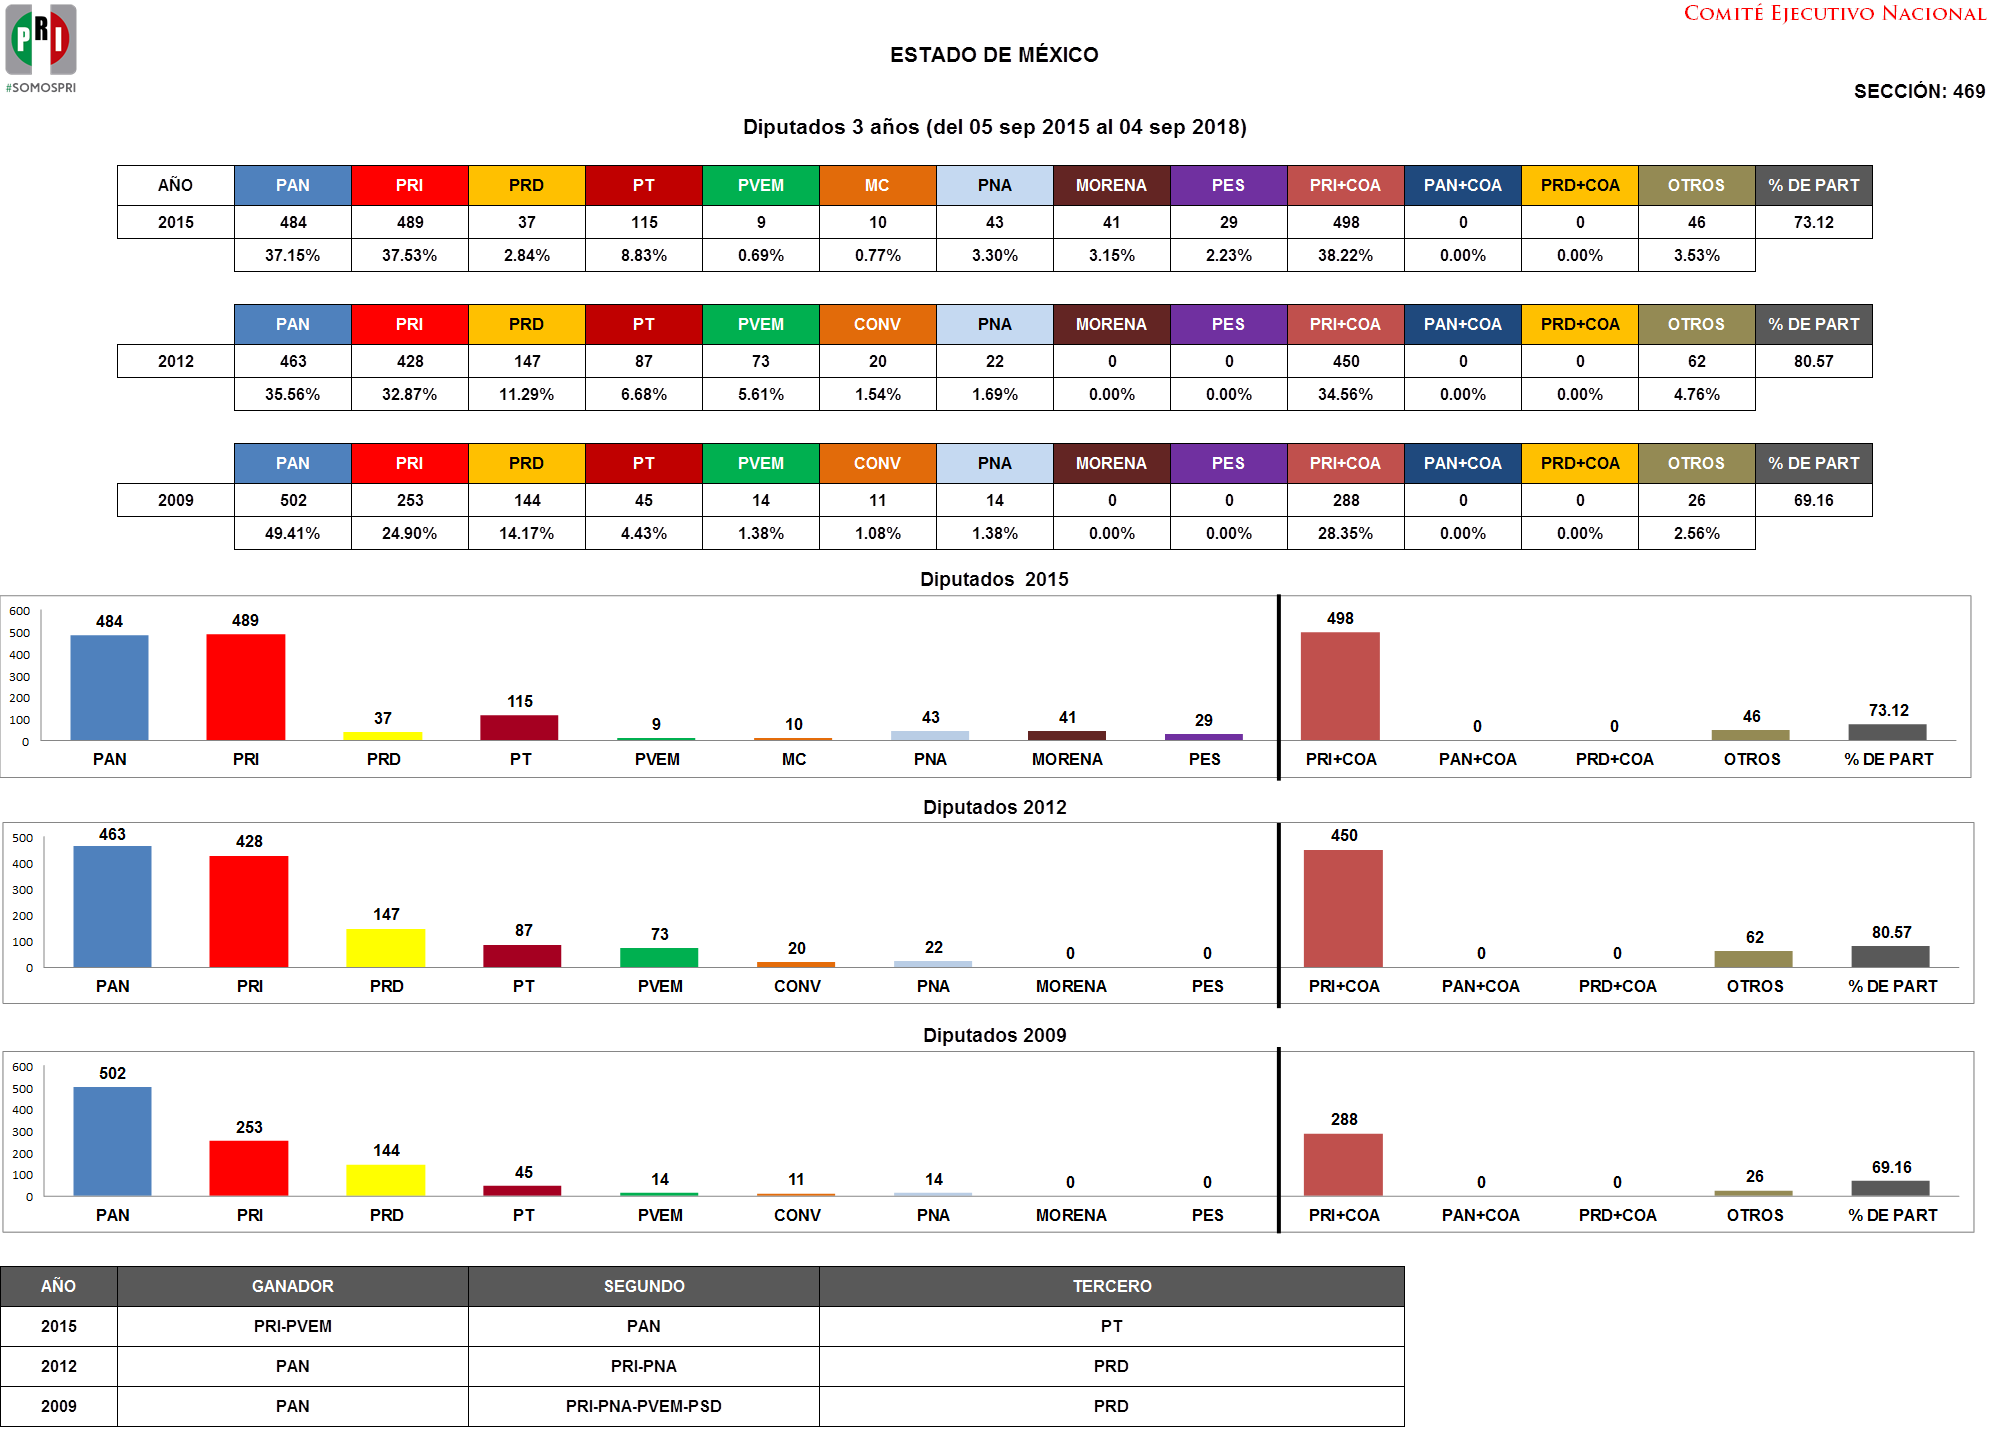 PRI
#SOMOSPRI
COMITÉ EJECUTIVO NACIONAL
ESTADO DE MÉXICO
SECCIÓN: 469
Diputados 3 años (del 05 sep 2015 al 04 sep 2018)
AÑO PAN PRI PRD PT PVEM MC PNA MORENA PES PRI+COA PAN+COA PRD+COA OTROS % DE PART
2015 484 489 37 115 9 10 43 41 29 498 0 0 46 73.12
37.15% 37.53% 2.84% 8.83% 0.69% 0.77% 3.30% 3.15% 2.23% 38.22% 0.00% 0.00% 3.53%
PAN PRI PRD PT PVEM CONV PNA MORENA PES PRI+COA PAN+COA PRD+COA OTROS % DE PART
2012 463 428 147 87 73 20 22 0 0 450 0 0 62 80.57
35.56% 32.87% 11.29% 6.68% 5.61% 1.54% 1.69% 0.00% 0.00% 34.56% 0.00% 0.00% 4.76%
PAN PRI PRD PT PVEM CONV PNA MORENA PES PRI+COA PAN+COA PRD+COA OTROS % DE PART
2009 502 253 144 45 14 11 14 0 0 288 0 0 26 69.16
49.41% 24.90% 14.17% 4.43% 1.38% 1.08% 1.38% 0.00% 0.00% 28.35% 0.00% 0.00% 2.56%
Diputados 2015
600
500
400
300
200
100
0
484 489 37 115 9 10 43 41 29 498 0 0 46 73.12
PAN PRI PRD PT PVEM MC PNA MORENA PES PRI+COA PAN+COA PRD+COA OTROS % DE PART
Diputados 2012
500
400
300
200
100
0
463 428 147 87 73 20 22 0 0 450 0 0 62 80.57
PAN PRI PRD PT PVEM CONV PNA MORENA PES PRI+COA PAN+COA PRD+COA OTROS % DE PART
Diputados 2009
600
500
400
300
200
100
0
502 253 144 45 14 11 14 0 0 288 0 0 26 69.16
PAN PRI PRD PT PVEM CONV PNA MORENA PES PRI+COA PAN+COA PRD+COA OTROS % DE PART
AÑO GANADOR SEGUNDO TERCERO
2015 PRI-PVEM PAN PT
2012 PAN PRI-PNA PRD
2009 PAN PRI-PNA-PVEM-PSD PRD